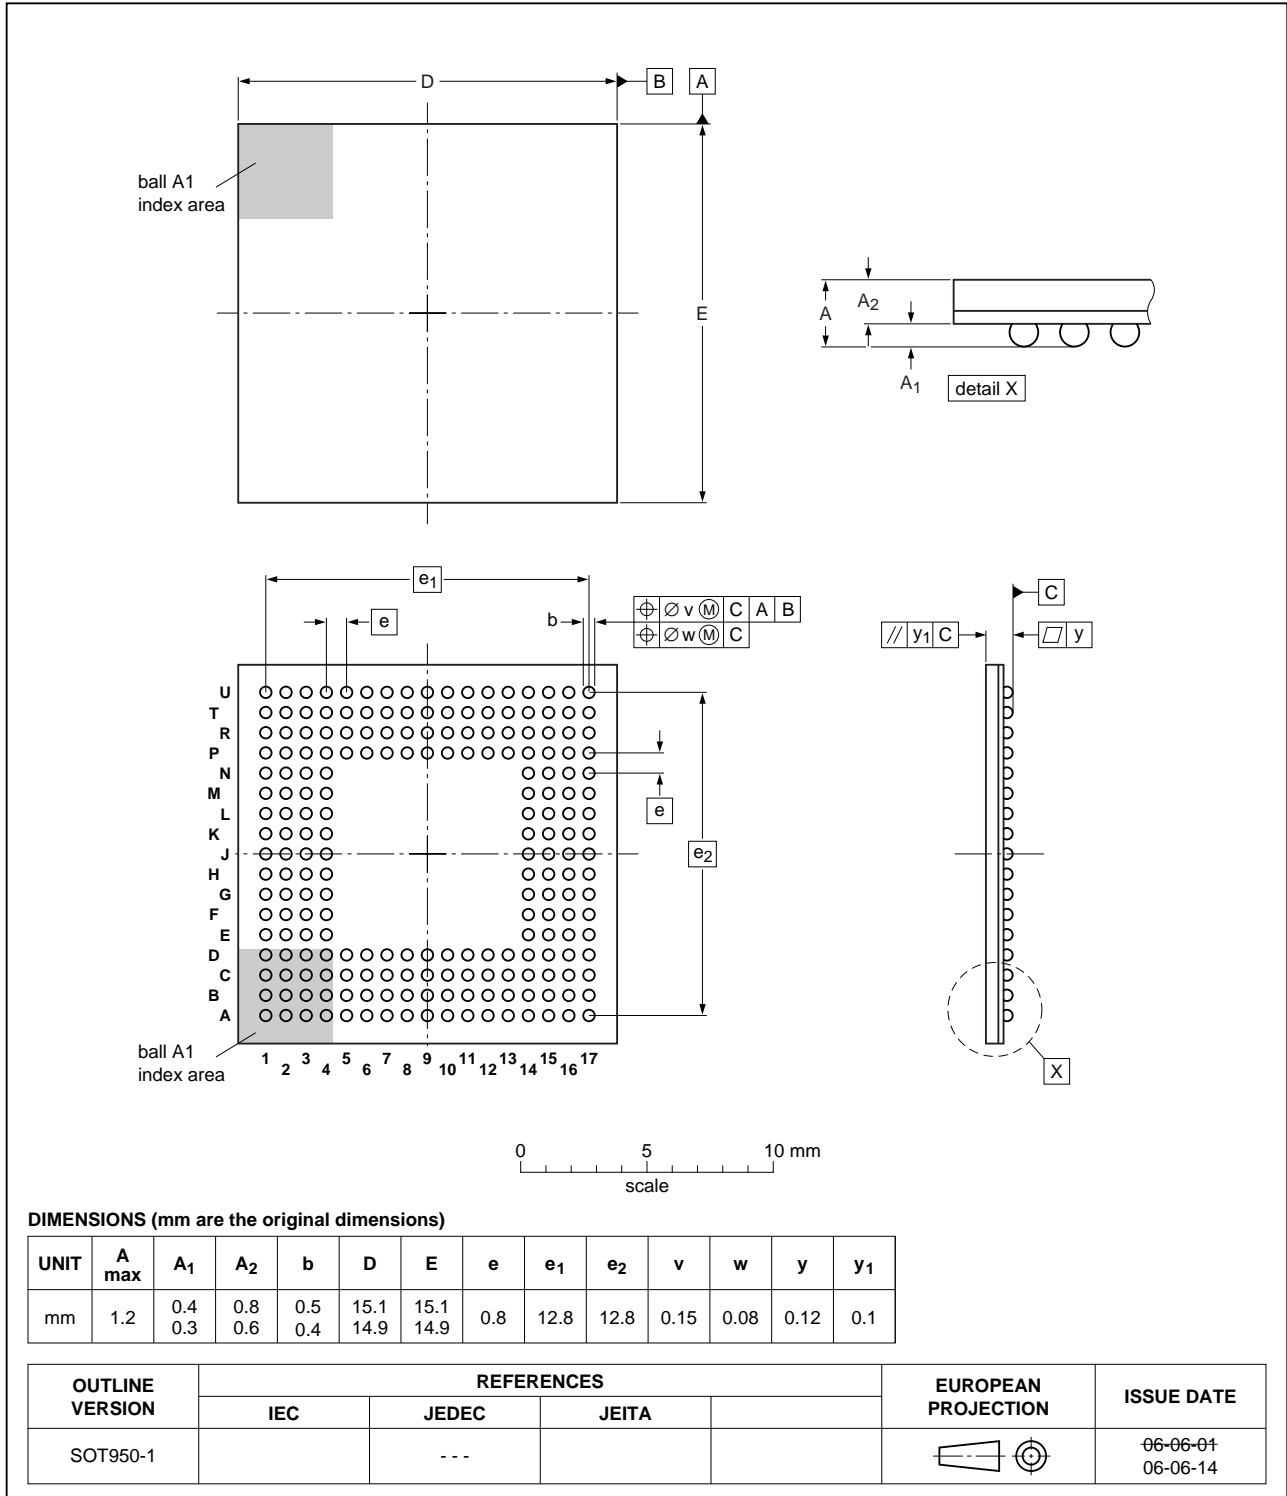 D
B A
ball A1
index area
E
A
A2
A1
detail X
e1
e
b
⌖ ∅ v Ⓜ C A B
⌖ ∅ w Ⓜ C
C
// y1 C
▱ y
U
T
R
P
N
M
L
K
J
H
G
F
E
D
C
B
A
e
e2
ball A1
index area
1 2 3 4 5 6 7 8 9 10 11 12 13 14 15 16 17
X
0 5 10 mm
scale
DIMENSIONS (mm are the original dimensions)
UNIT A max A1 A2 b D E e e1 e2 v w y y1
mm 1.2 0.4 0.3 0.8 0.6 0.5 0.4 15.1 14.9 15.1 14.9 0.8 12.8 12.8 0.15 0.08 0.12 0.1
OUTLINE VERSION REFERENCES EUROPEAN PROJECTION ISSUE DATE
IEC JEDEC JEITA
SOT950-1 - - - 06-06-01
06-06-14